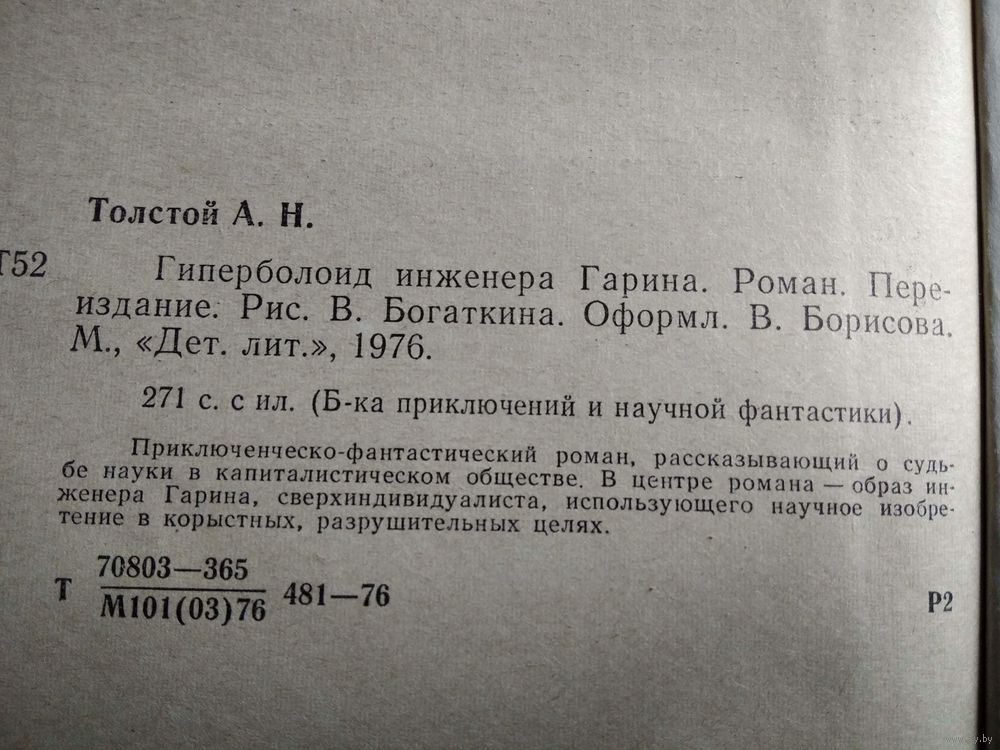 Толстой А. Н.
Т52
Гиперболоид инженера Гарина. Роман. Пере-
издание. Рис. В. Богаткина. Оформл. В. Борисова.
М., «Дет. лит.», 1976.
271 с. с ил. (Б-ка приключений и научной фантастики).
Приключенческо-фантастический роман, рассказывающий о судь-
бе науки в капиталистическом обществе. В центре романа — образ ин-
женера Гарина, сверхиндивидуалиста, использующего научное изобре-
тение в корыстных, разрушительных целях.
70803—365
Т 481—76
М101(03)76
Р2